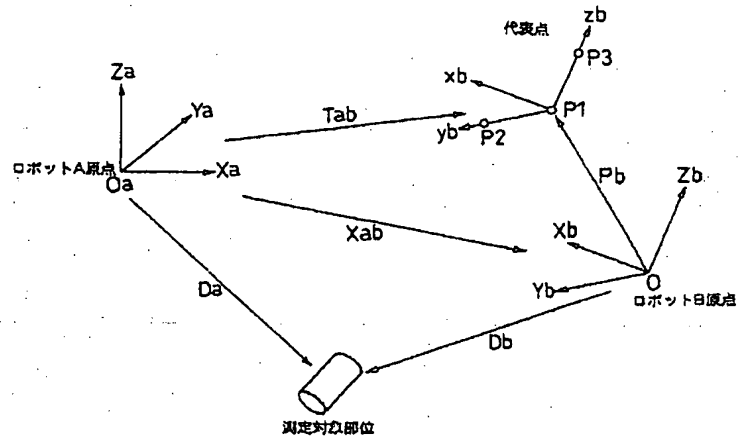 代表点
zb
P3
xb
P1
yb
P2
Za
Ya
Xa
ロボットA原点
Oa
Tab
Xab
Pb
Zb
Xb
Yb
O
ロボットB原点
Da
Db
測定対象部位